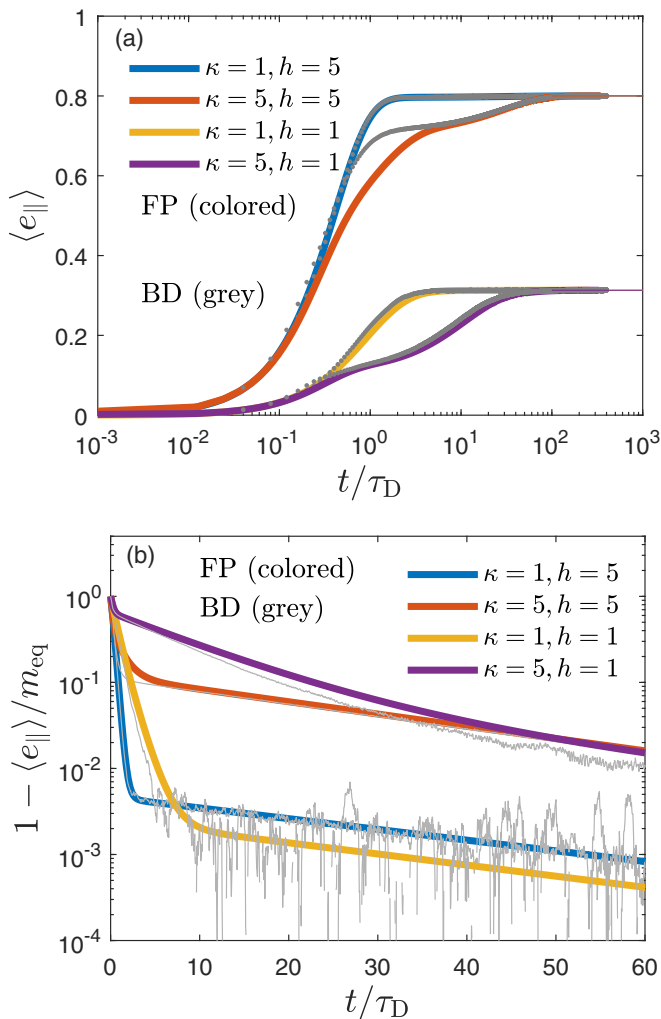 (a)
κ = 1, h = 5
κ = 5, h = 5
κ = 1, h = 1
κ = 5, h = 1
FP (colored)
BD (grey)
⟨e∥⟩
1
0.8
0.6
0.4
0.2
0
10⁻³ 10⁻² 10⁻¹ 10⁰ 10¹ 10² 10³
t/τ_D
(b)
FP (colored)
BD (grey)
κ = 1, h = 5
κ = 5, h = 5
κ = 1, h = 1
κ = 5, h = 1
1 − ⟨e∥⟩/m_eq
10⁰
10⁻¹
10⁻²
10⁻³
10⁻⁴
0 10 20 30 40 50 60
t/τ_D